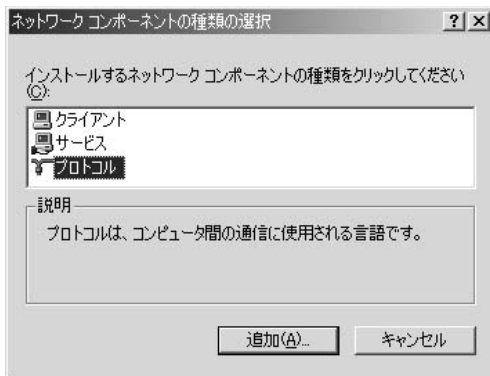 ネットワーク コンポーネントの種類の選択
インストールするネットワーク コンポーネントの種類をクリックしてください
(C):
クライアント
サービス
プロトコル
説明
プロトコルは、コンピュータ間の通信に使用される言語です。
追加(A)...
キャンセル